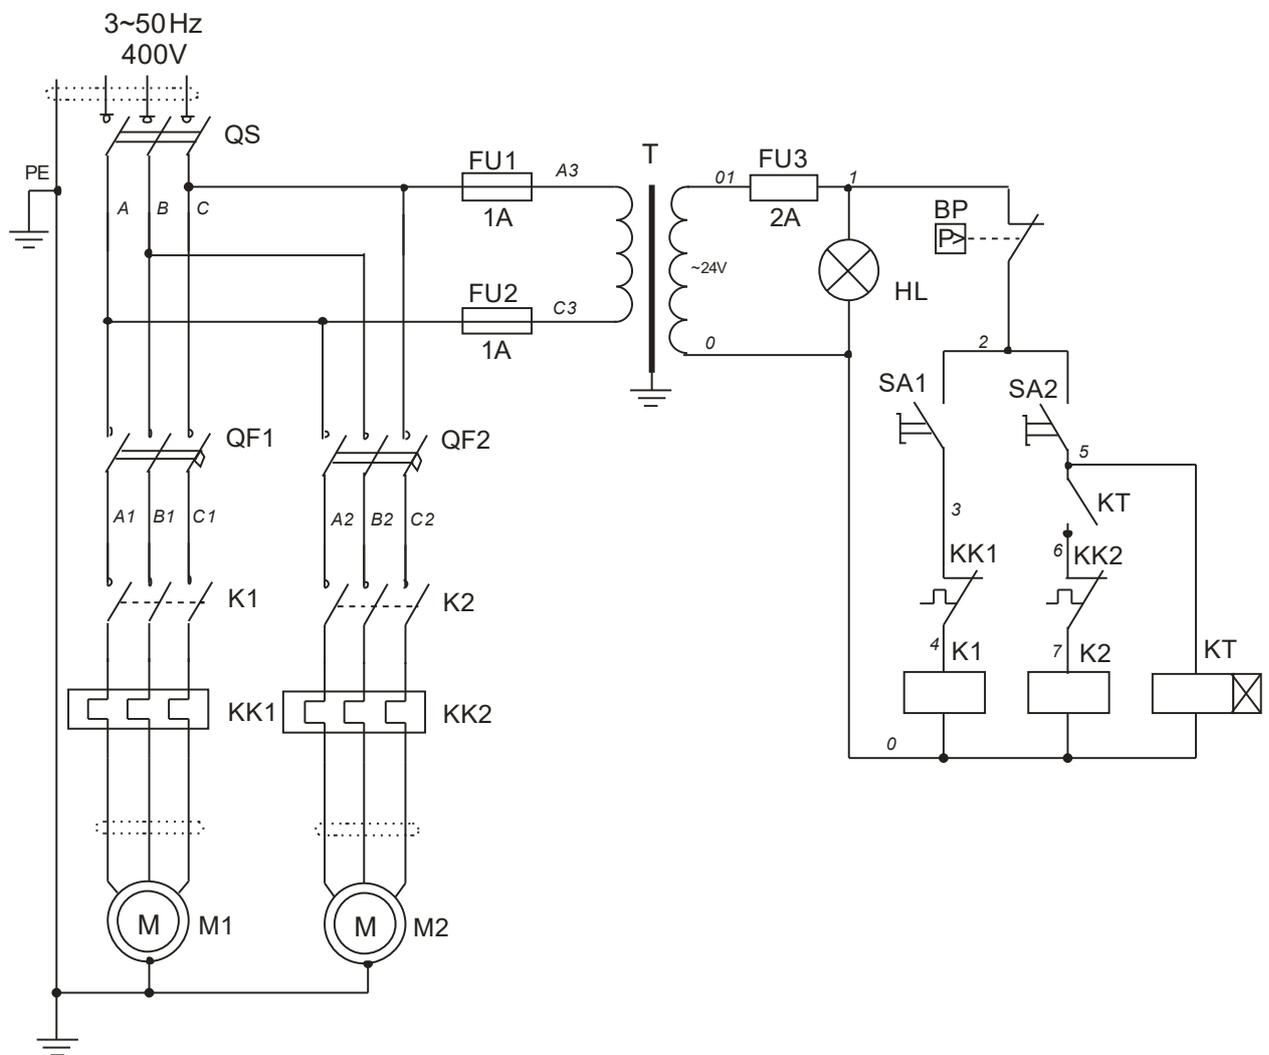 3~50Hz
400V
QS
PE
A B C
FU1
1A
A3
T
01
FU3
2A
1
BP
P>
~24V
HL
FU2
1A
C3
0
2
SA1
SA2
QF1
QF2
5
A1 B1 C1
A2 B2 C2
3
KT
6
KK1
KK2
K1
K2
4
K1
7
K2
KT
KK1
KK2
0
M
M1
M
M2